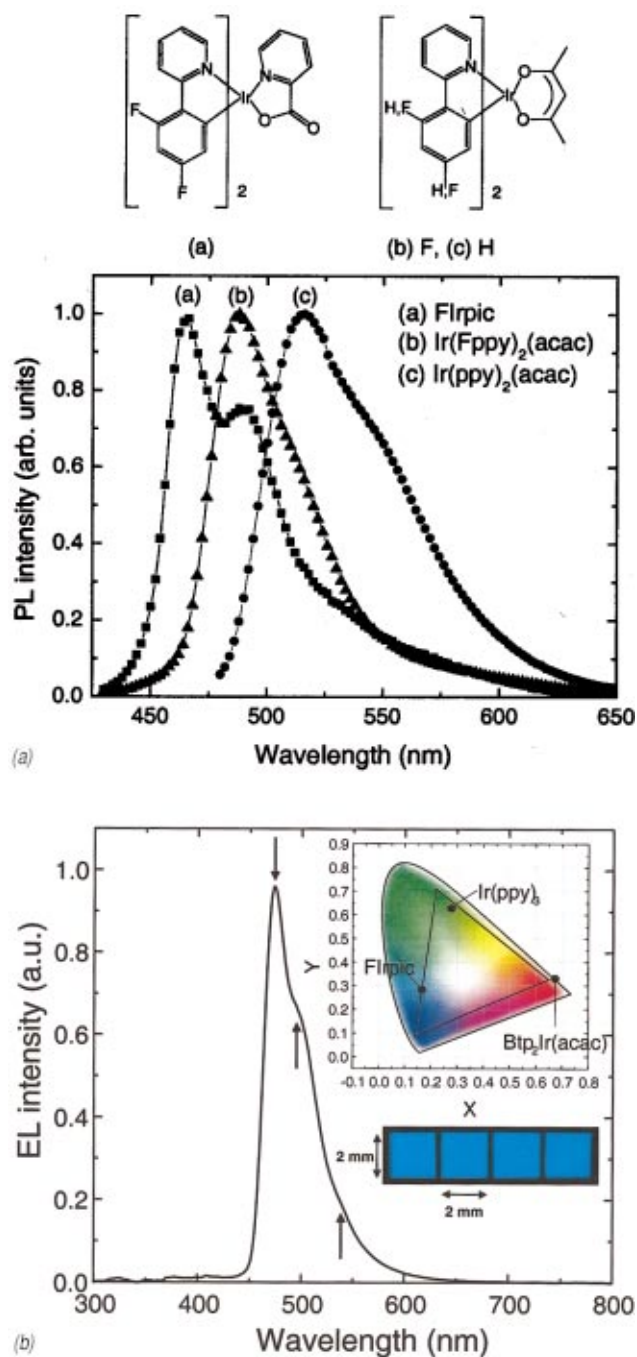 N
Ir
N
F
O
O
F
2
(a)
N
Ir
O
H,F
O
H,F
2
(b) F, (c) H
(a) (b) (c)
(a) FIrpic
(b) Ir(Fppy)2(acac)
(c) Ir(ppy)2(acac)
PL intensity (arb. units)
1.0
0.8
0.6
0.4
0.2
0.0
450 500 550 600 650
Wavelength (nm)
(a)
EL intensity (a.u.)
1.0
0.8
0.6
0.4
0.2
0.0
300 400 500 600 700 800
Wavelength (nm)
Y
0.9
0.8
0.7
0.6
0.5
0.4
0.3
0.2
0.1
0.0
-0.1 0.0 0.1 0.2 0.3 0.4 0.5 0.6 0.7 0.8
X
Ir(ppy)3
FIrpic
Btp2Ir(acac)
2 mm
2 mm
(b)